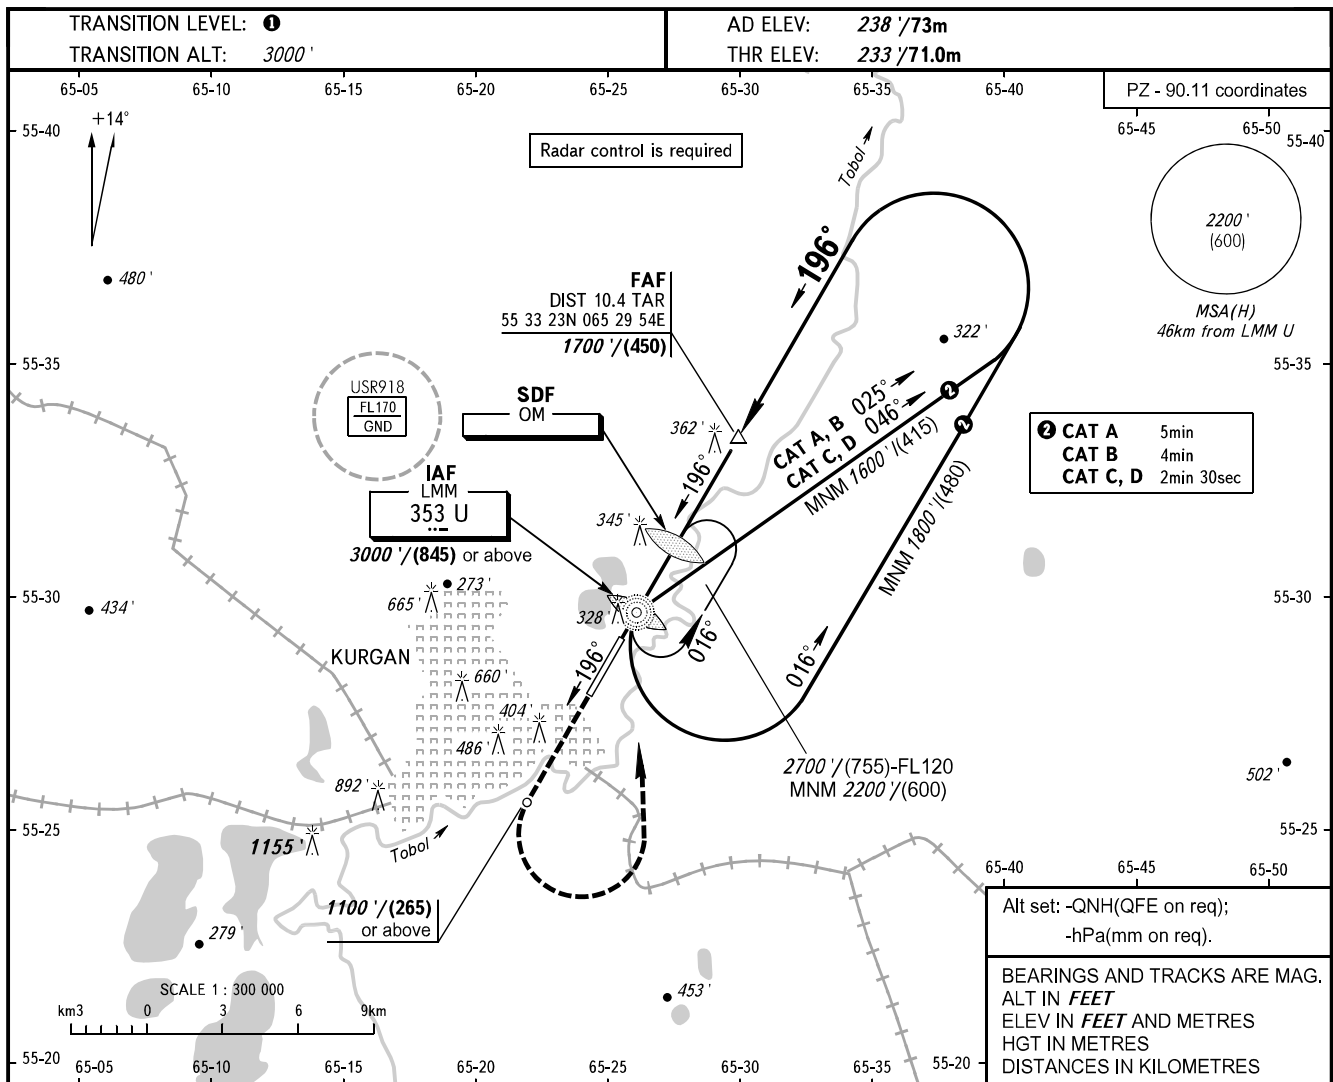 TRANSITION LEVEL: ❶
TRANSITION ALT: 3000 '
AD ELEV: 238 '/73m
THR ELEV: 233 '/71.0m
65-05 65-10 65-15 65-20 65-25 65-30 65-35 65-40
PZ - 90.11 coordinates
65-45 65-50
55-40
55-40
+14°
Radar control is required
Tobol
2200 '
(600)
MSA(H)
46km from LMM U
480 '
196°
FAF
DIST 10.4 TAR
55 33 23N 065 29 54E
1700 '/(450)
322 '
55-35
55-35
USR918
FL170
GND
SDF
OM
362 '
CAT A, B 025°
CAT C, D 046°
MNM 1600 '/(415)
❷
❷
MNM 1800 '/(480)
❷ CAT A 5min
CAT B 4min
CAT C, D 2min 30sec
196°
IAF
LMM
353 U
3000 '/(845) or above
345 '
55-30
55-30
434 '
273 '
665 '
328 '
KURGAN
196°
016°
016°
660 '
404 '
486 '
2700 '/(755)-FL120
MNM 2200 '/(600)
892 '
502 '
55-25
55-25
1155 '
Tobol
65-40 65-45 65-50
1100 '/(265)
or above
279 '
453 '
Alt set: -QNH(QFE on req);
-hPa(mm on req).
SCALE 1 : 300 000
km3 0 3 6 9km
BEARINGS AND TRACKS ARE MAG.
ALT IN FEET
ELEV IN FEET AND METRES
HGT IN METRES
DISTANCES IN KILOMETRES
55-20
55-20
65-05 65-10 65-15 65-20 65-25 65-30 65-35